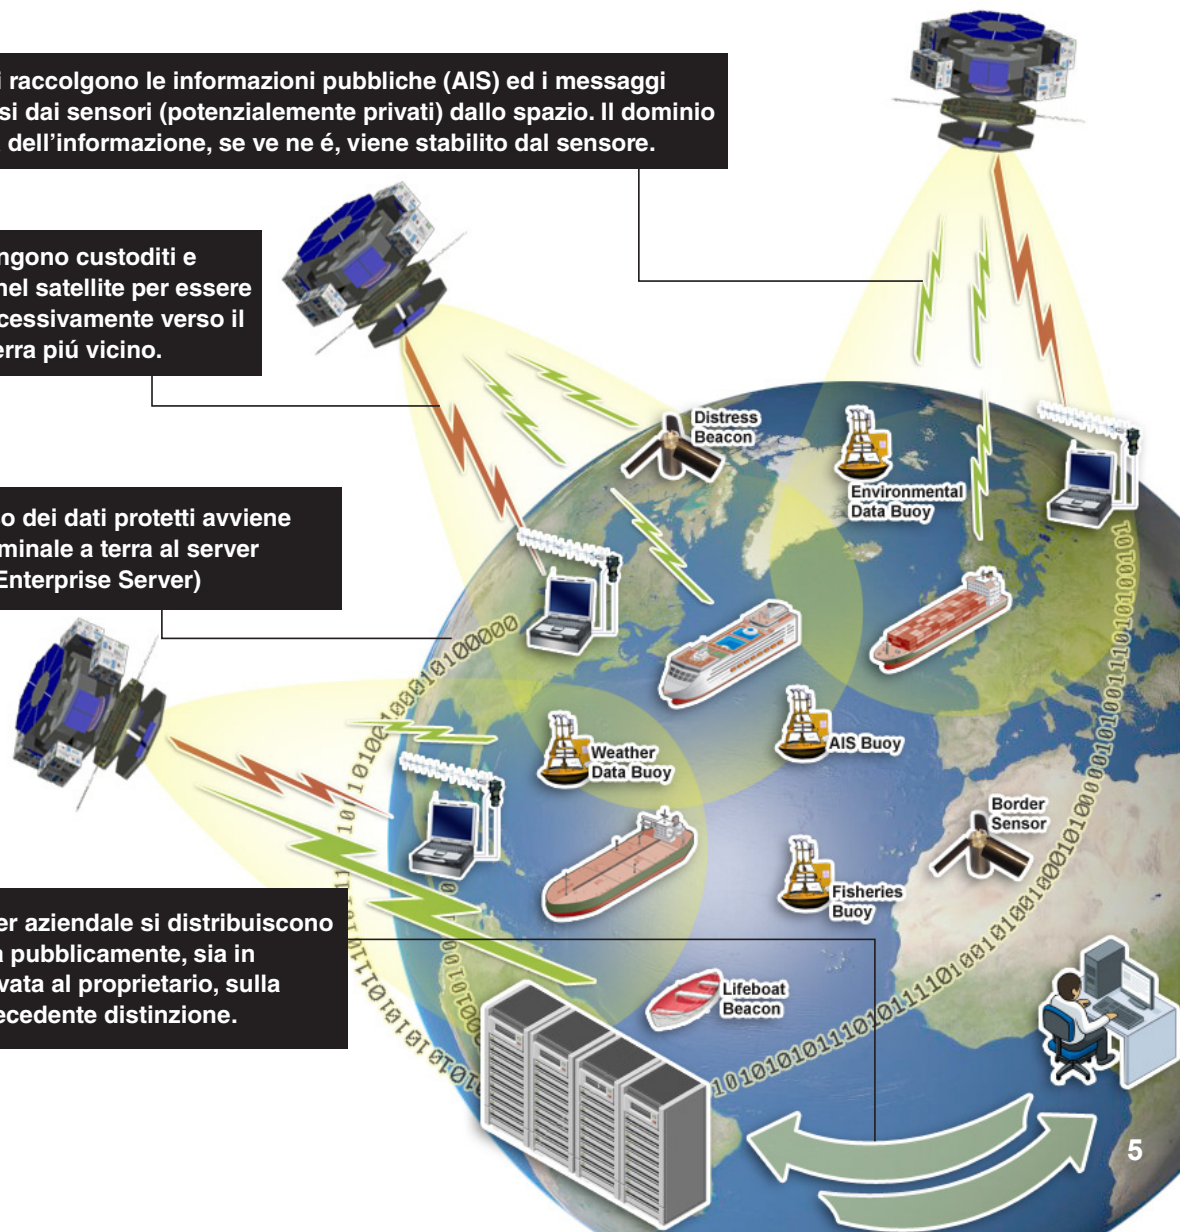 i raccolgono le informazioni pubbliche (AIS) ed i messaggi
si dai sensori (potenzialemente privati) dallo spazio. Il dominio
dell’informazione, se ve ne é, viene stabilito dal sensore.
ngono custoditi e
nel satellite per essere
cessivamente verso il
erra piú vicino.
o dei dati protetti avviene
minale a terra al server
Enterprise Server)
er aziendale si distribuiscono
a pubblicamente, sia in
vata al proprietario, sulla
ecedente distinzione.
Distress
Beacon
Environmental
Data Buoy
Weather
Data Buoy
AIS Buoy
Border
Sensor
Fisheries
Buoy
Lifeboat
Beacon
5